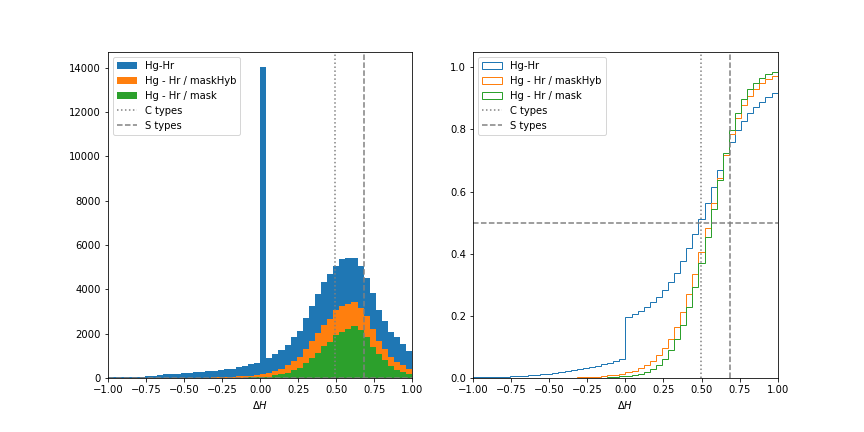 14000
12000
10000
8000
6000
4000
2000
0
Hg-Hr
Hg - Hr / maskHyb
Hg - Hr / mask
C types
S types
−1.00 −0.75 −0.50 −0.25 0.00 0.25 0.50 0.75 1.00
ΔH
1.0
0.8
0.6
0.4
0.2
0.0
Hg-Hr
Hg - Hr / maskHyb
Hg - Hr / mask
C types
S types
−1.00 −0.75 −0.50 −0.25 0.00 0.25 0.50 0.75 1.00
ΔH